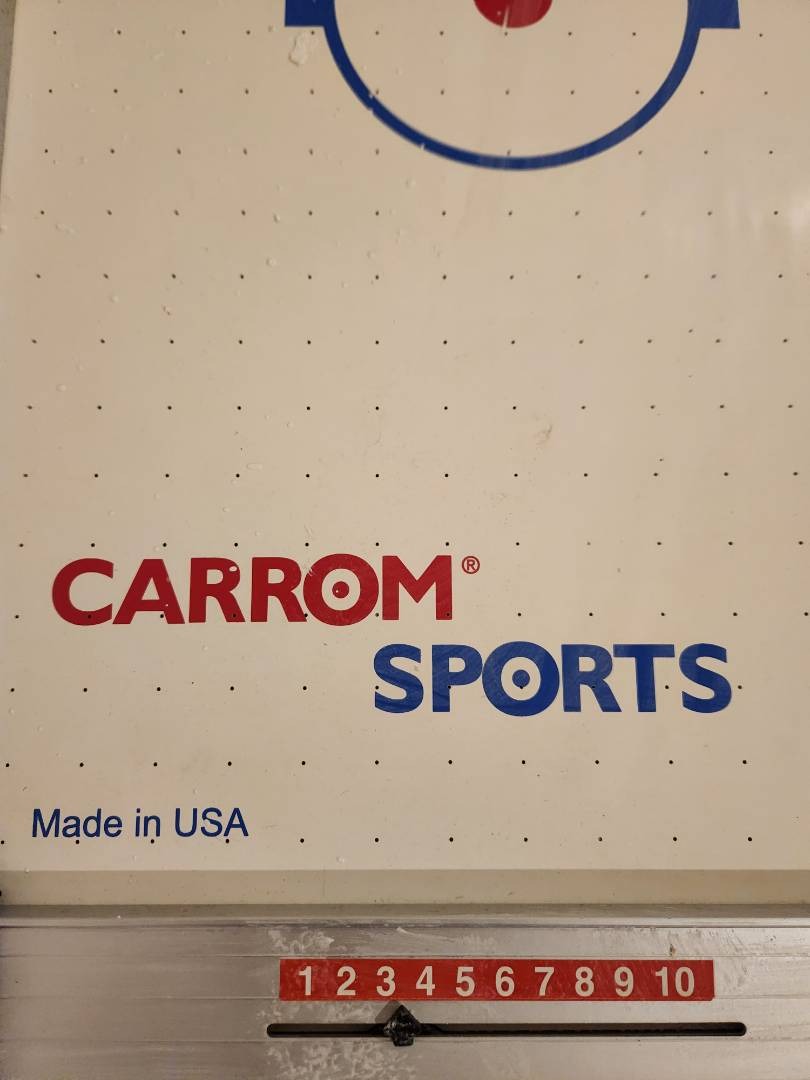 CARROM®
SPORTS
Made in USA
1 2 3 4 5 6 7 8 9 10